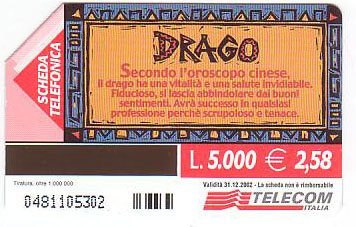 SCHEDA
TELEFONICA
DRAGO
Secondo l'oroscopo cinese,
il drago ha una vitalità e una salute invidiabile.
Fiducioso, si lascia abbindolare dai buoni
sentimenti. Avrà successo in qualsiasi
professione perchè scrupoloso e tenace.
L. 5.000 € 2,58
Tiratura. oltre 1.000.000
Validità 31.12.2002 - La scheda non è rimborsabile
0481105302
TELECOM
ITALIA